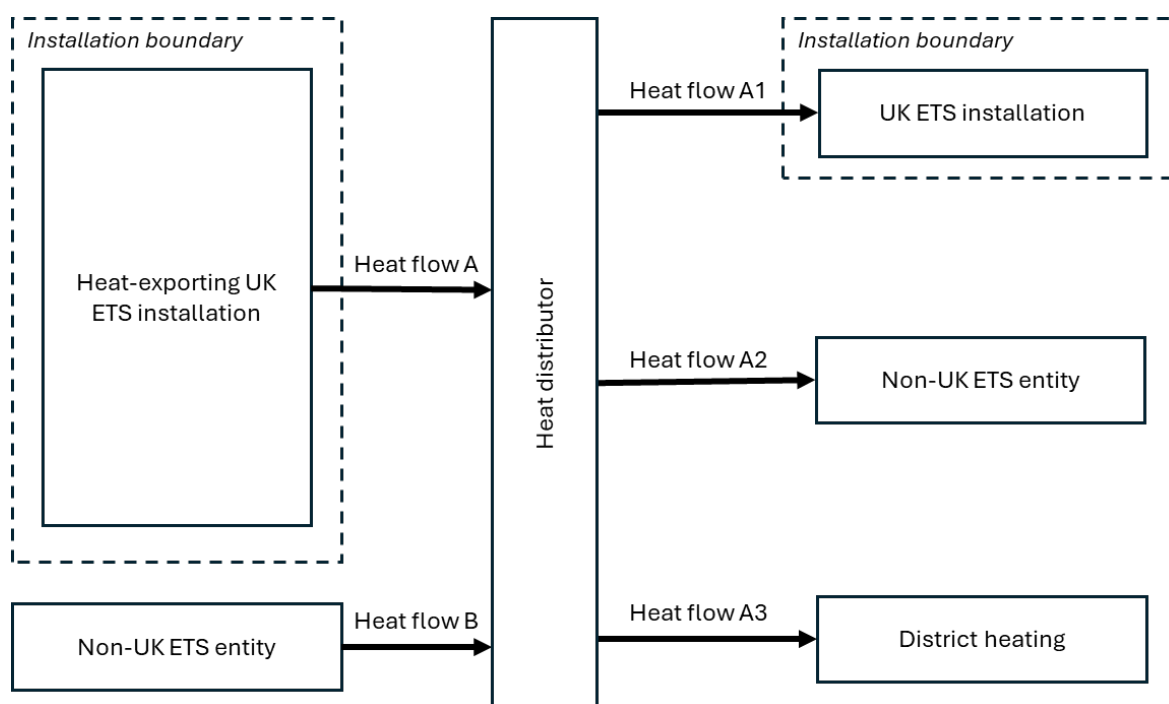 Installation boundary
Heat-exporting UK
ETS installation
Heat flow A
Non-UK ETS entity
Heat flow B
Heat distributor
Heat flow A1
Installation boundary
UK ETS installation
Heat flow A2
Non-UK ETS entity
Heat flow A3
District heating